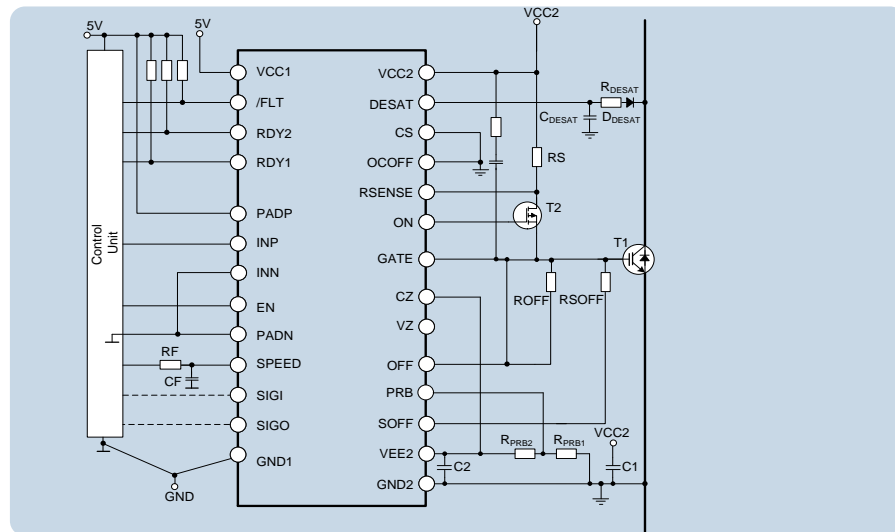 5V
5V
VCC2
Control
Unit
VCC1
/FLT
RDY2
RDY1
PADP
INP
INN
EN
PADN
SPEED
SIGI
SIGO
GND1
RF
CF
GND
VCC2
DESAT
CS
OCOFF
RSENSE
ON
GATE
CZ
VZ
OFF
PRB
SOFF
VEE2
GND2
RDESAT
CDESAT
DDESAT
RS
T2
T1
ROFF
RSOFF
RPRB2
RPRB1
VCC2
C2
C1